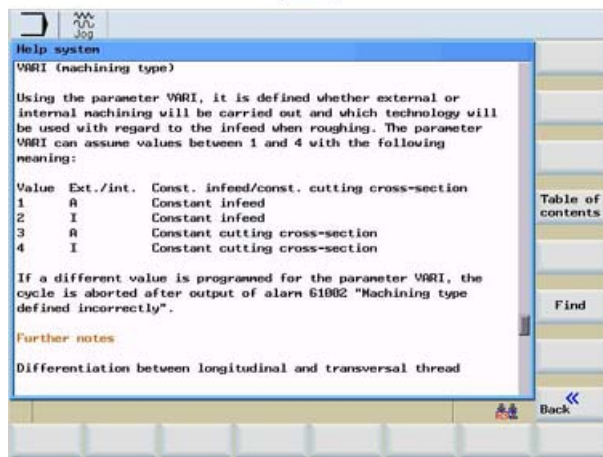 Jog
Help system
VARI (machining type)
Using the parameter VARI, it is defined whether external or
internal machining will be carried out and which technology will
be used with regard to the infeed when roughing. The parameter
VARI can assume values between 1 and 4 with the following
meaning:
Value Ext./int. Const. infeed/const. cutting cross-section
1 A Constant infeed
2 I Constant infeed
3 A Constant cutting cross-section
4 I Constant cutting cross-section
If a different value is programmed for the parameter VARI, the
cycle is aborted after output of alarm 61002 "Machining type
defined incorrectly".
Further notes
Differentiation between longitudinal and transversal thread
Table of
contents
Find
Back